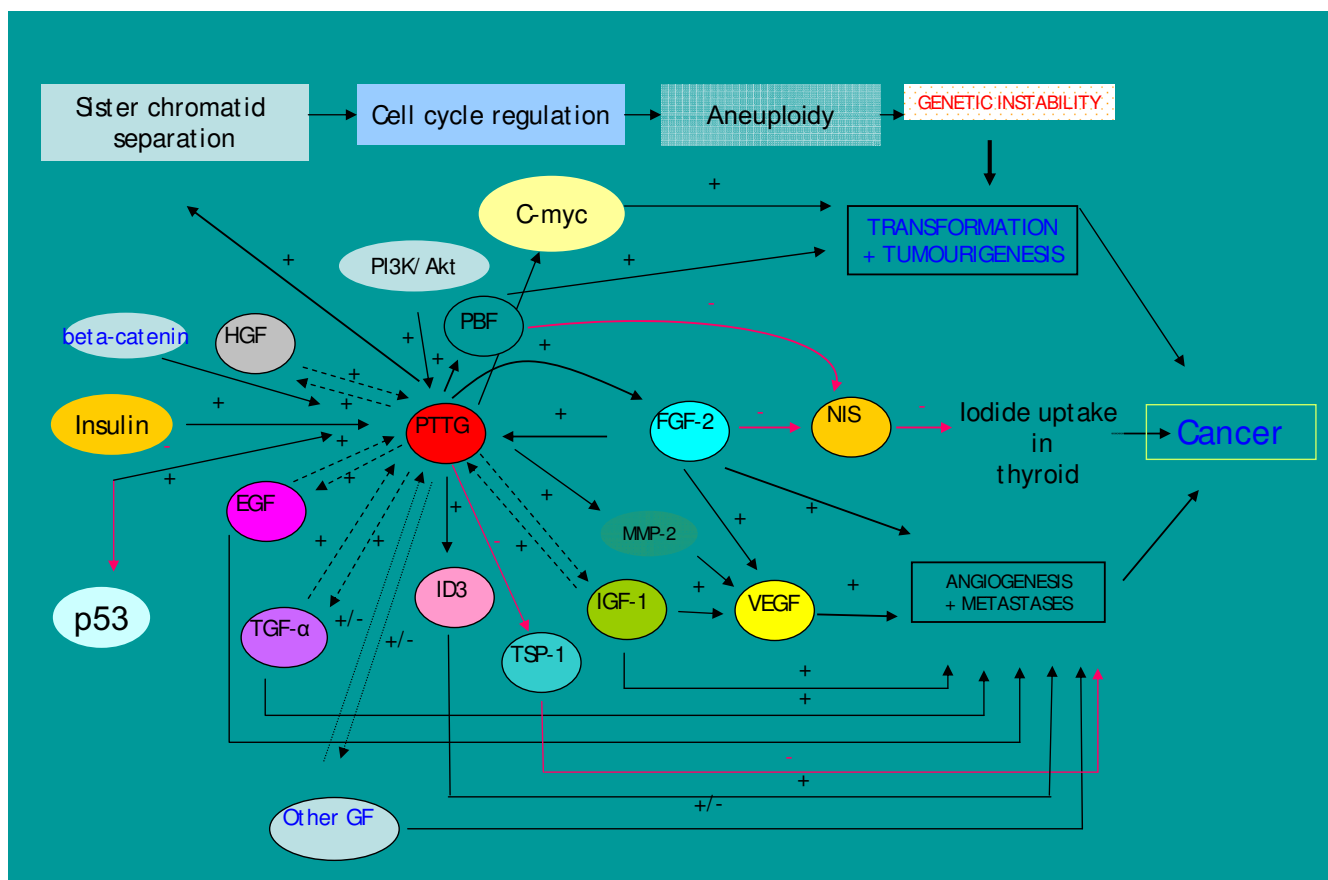 Sister chromatid
separation
Cell cycle regulation
Aneuploidy
GENETIC INSTABILITY
+
C-myc
TRANSFORMATION
+ TUMOURIGENESIS
+
PI3K/ Akt
+
-
beta-catenin
HGF
PBF
+
+
+
+
+
+
+
Insulin
PTTG
+
FGF-2
-
NIS
-
Iodide uptake
in
thyroid
Cancer
-
+
+
+
+
EGF
+
+
+
+
MMP-2
+
+
-
+
p53
ID3
IGF-1
+
VEGF
+
ANGIOGENESIS
+ METASTASES
TGF-α
+/-
+/-
TSP-1
+
+
-
+
+/-
Other GF